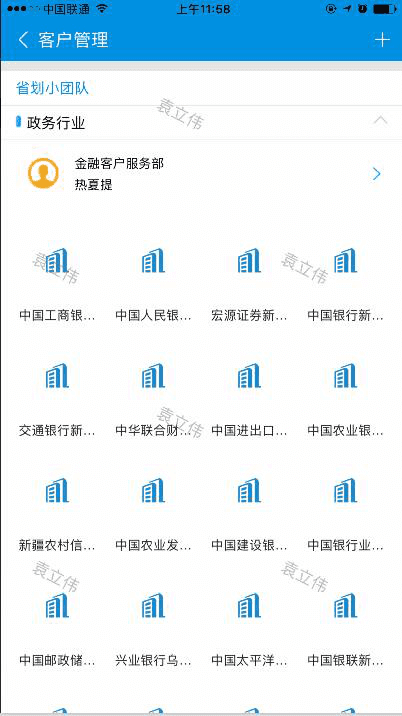 中国联通 上午11:58
客户管理
省划小团队
袁立伟
政务行业
金融客户服务部
热夏提
袁立伟 袁立伟
中国工商银... 中国人民银... 宏源证券新... 中国银行新...
袁立伟
交通银行新... 中华联合财... 中国进出口... 中国农业银...
新疆农村信... 中国农业发... 中国建设银... 中国银行业...
袁立伟 袁立伟
中国邮政储... 兴业银行乌... 中国太平洋... 中国银联新...